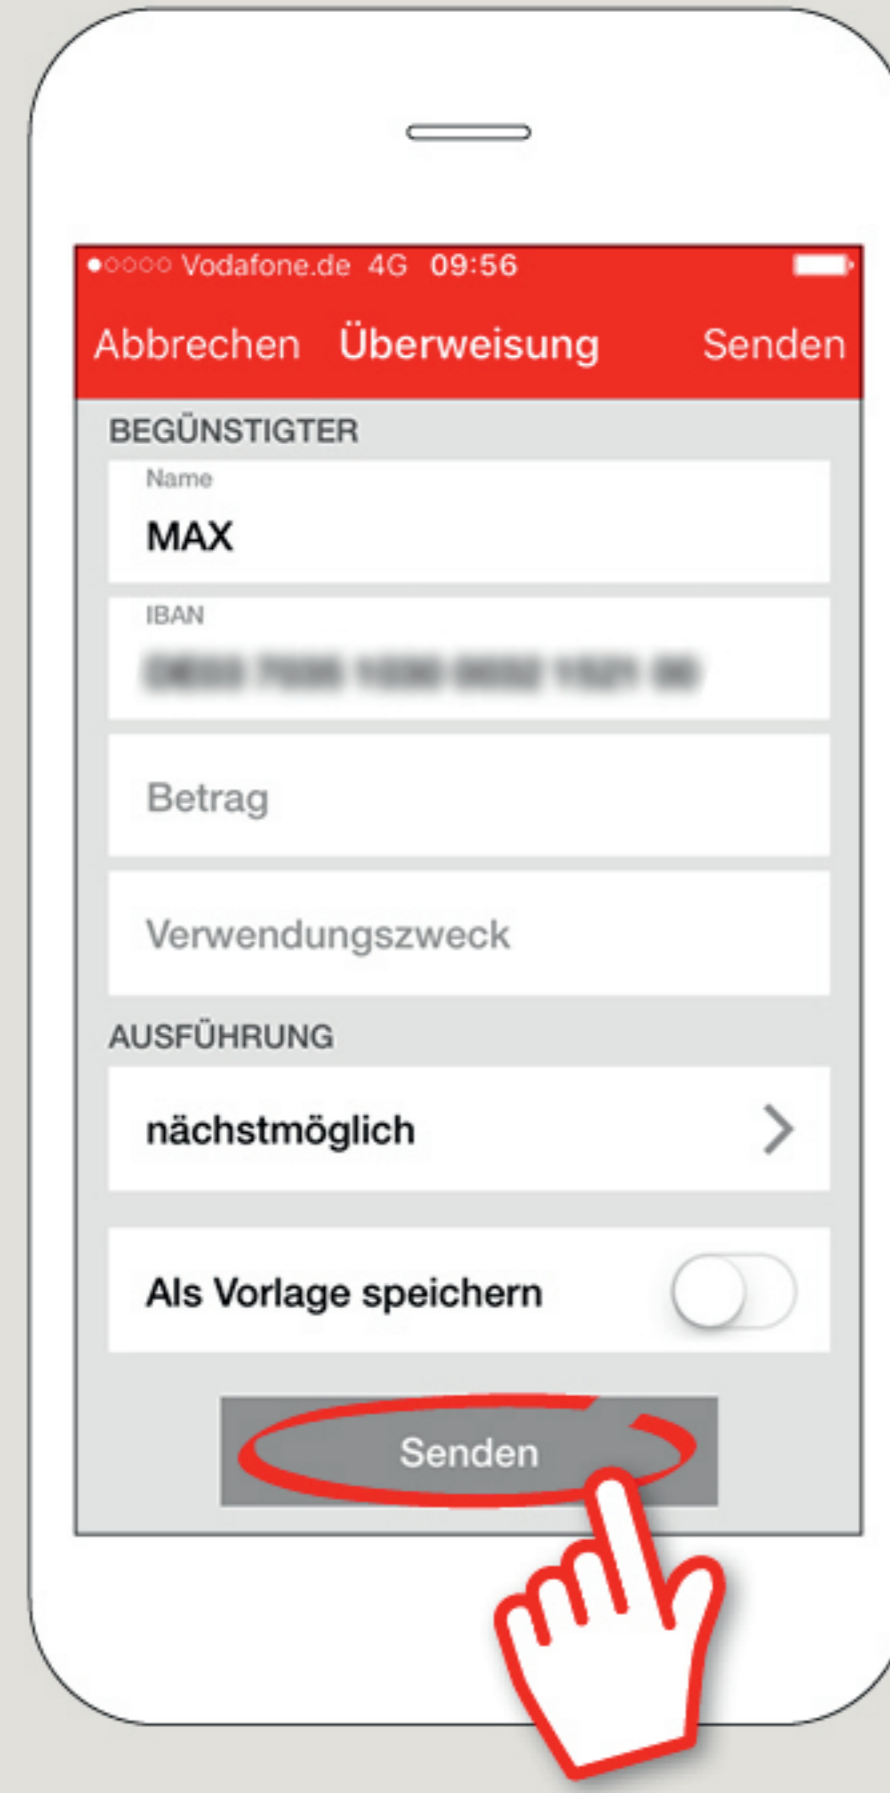 Vodafone.de 4G 09:56
Abbrechen Überweisung Senden
BEGÜNSTIGTER
Name
MAX
IBAN
Betrag
Verwendungszweck
AUSFÜHRUNG
nächstmöglich
Als Vorlage speichern
Senden